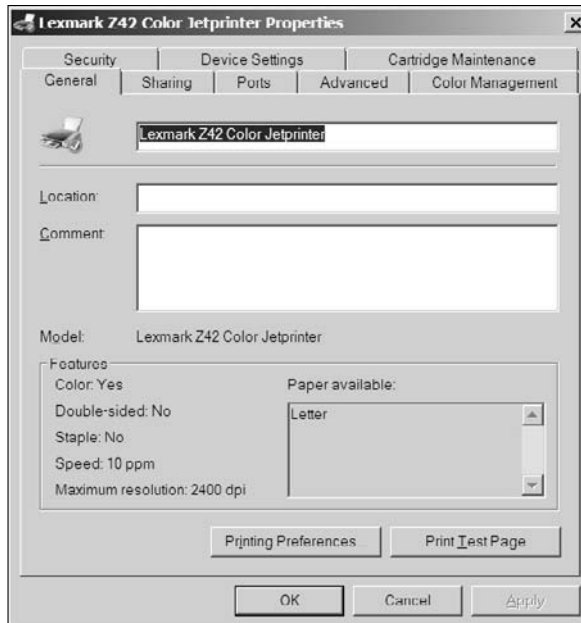 Lexmark Z42 Color Jetprinter Properties
Security Device Settings Cartridge Maintenance
General Sharing Ports Advanced Color Management
Lexmark Z42 Color Jetprinter
Location:
Comment:
Model: Lexmark Z42 Color Jetprinter
Features
Color: Yes Paper available:
Double-sided: No Letter
Staple: No
Speed: 10 ppm
Maximum resolution: 2400 dpi
Printing Preferences... Print Test Page
OK Cancel Apply